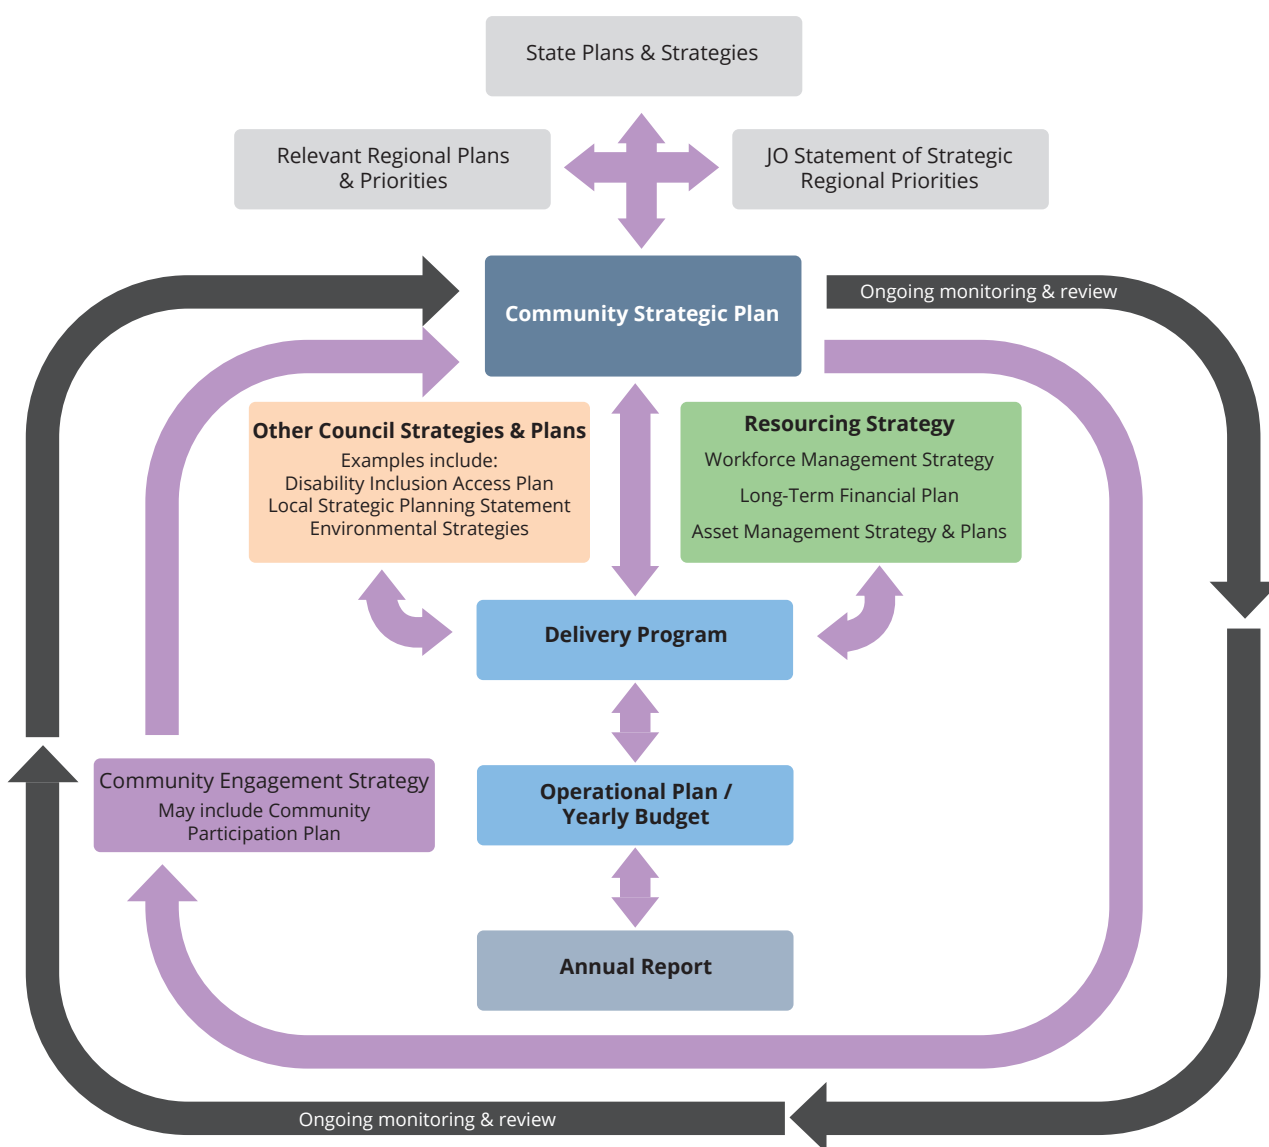 State Plans & Strategies
Relevant Regional Plans
& Priorities
JO Statement of Strategic
Regional Priorities
Community Strategic Plan
Ongoing monitoring & review
Other Council Strategies & Plans
Examples include:
Disability Inclusion Access Plan
Local Strategic Planning Statement
Environmental Strategies
Resourcing Strategy
Workforce Management Strategy
Long-Term Financial Plan
Asset Management Strategy & Plans
Delivery Program
Community Engagement Strategy
May include Community
Participation Plan
Operational Plan /
Yearly Budget
Annual Report
Ongoing monitoring & review